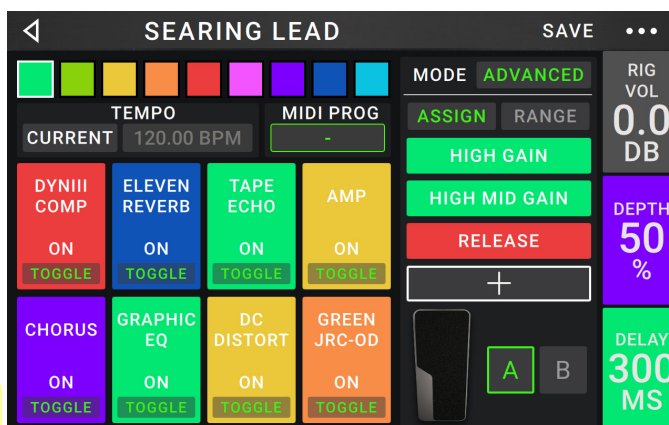 SEARING LEAD
SAVE
TEMPO
CURRENT 120.00 BPM
MIDI PROG
-
MODE ADVANCED
ASSIGN RANGE
HIGH GAIN
HIGH MID GAIN
RELEASE
+
A B
RIG
VOL
0.0
DB
DEPTH
50
%
DELAY
300
MS
DYNIII
COMP
ON
TOGGLE
ELEVEN
REVERB
ON
TOGGLE
TAPE
ECHO
ON
TOGGLE
AMP
ON
TOGGLE
CHORUS
ON
TOGGLE
GRAPHIC
EQ
ON
TOGGLE
DC
DISTORT
ON
TOGGLE
GREEN
JRC-OD
ON
TOGGLE